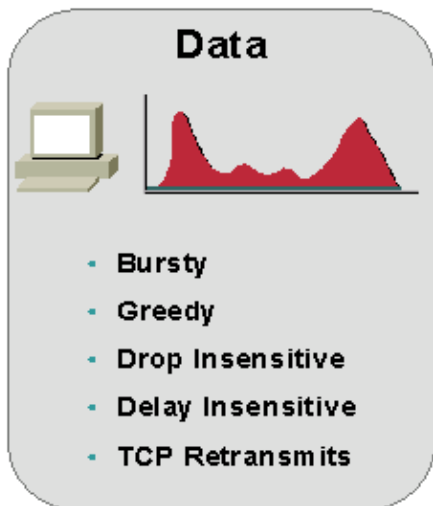 Data
Bursty
Greedy
Drop Insensitive
Delay Insensitive
TCP Retransmits